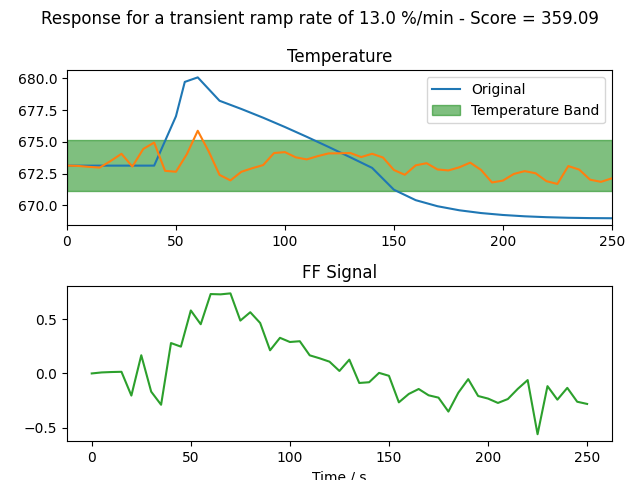 Response for a transient ramp rate of 13.0 %/min - Score = 359.09
Temperature
680.0
677.5
675.0
672.5
670.0
Original
Temperature Band
0 50 100 150 200 250
FF Signal
0.5
0.0
−0.5
0 50 100 150 200 250
Time / s